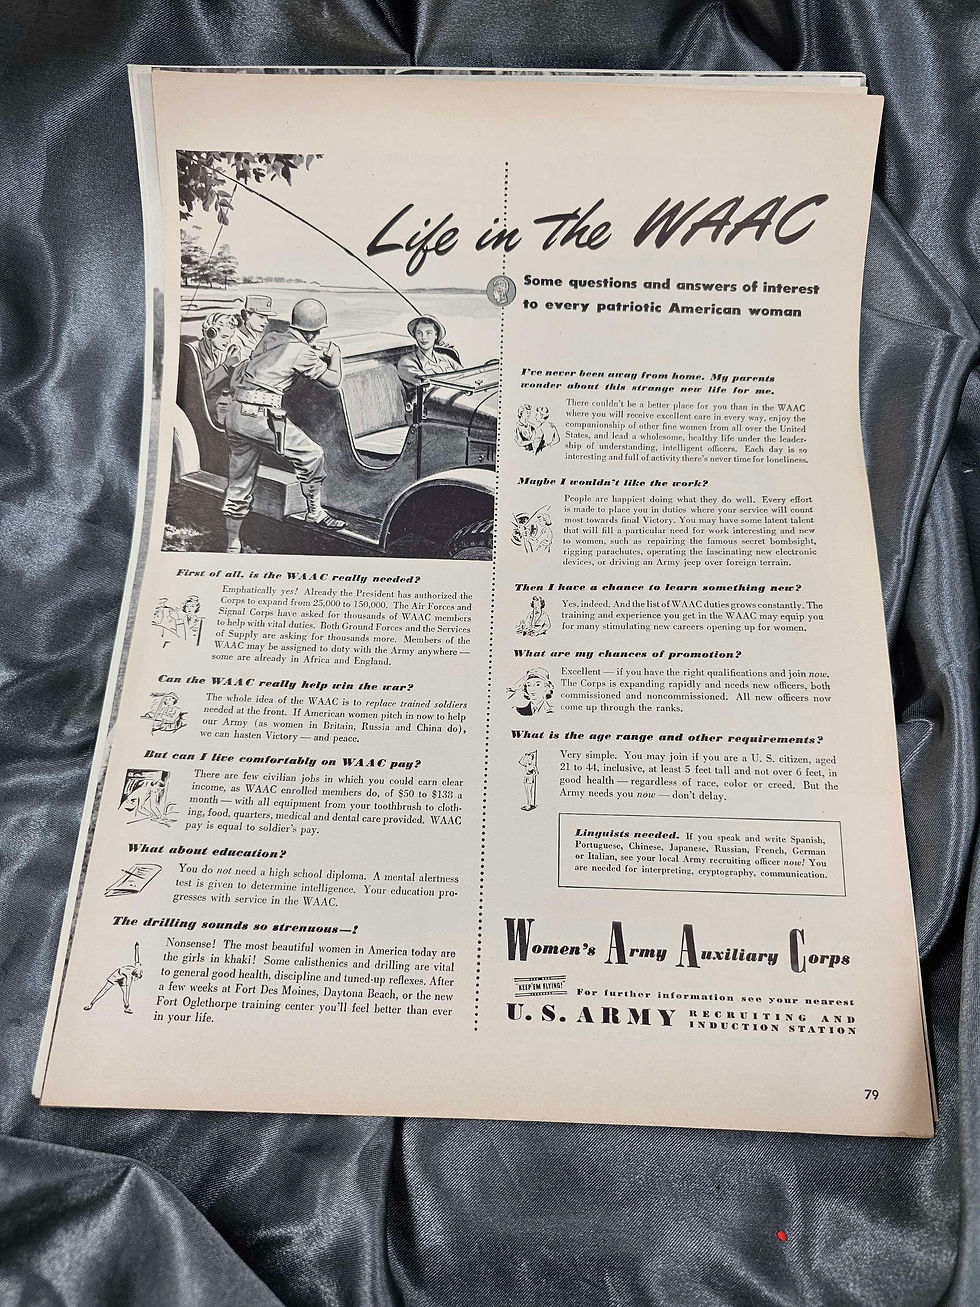 Life in the WAAC
Some questions and answers of interest
to every patriotic American woman
First of all, is the WAAC really needed?
Emphatically yes! Already the President has authorized the
Corps to expand from 25,000 to 150,000. The Air Forces and
Signal Corps have asked for thousands of WAAC members
to help with vital duties. Both Ground Forces and the Services
of Supply are asking for thousands more. Members of the
WAAC may be assigned to duty with the Army anywhere —
some are already in Africa and England.
Can the WAAC really help win the war?
The whole idea of the WAAC is to replace trained soldiers
needed at the front. If American women pitch in now to help
our Army (as women in Britain, Russia and China do),
we can hasten Victory — and peace.
But can I live comfortably on WAAC pay?
There are few civilian jobs in which you could earn clear
income, as WAAC enrolled members do, of $50 to $133 a
month — with all equipment from your toothbrush to cloth-
ing, food, quarters, medical and dental care provided. WAAC
pay is equal to soldier's pay.
What about education?
You do not need a high school diploma. A mental alertness
test is given to determine intelligence. Your education pro-
gresses with service in the WAAC.
The drilling sounds so strenuous—!
Nonsense! The most beautiful women in America today are
the girls in khaki! Some calisthenics and drilling are vital
to general good health, discipline and tuned-up reflexes. After
a few weeks at Fort Des Moines, Daytona Beach, or the new
Fort Oglethorpe training center you'll feel better than ever
in your life.
I've never been away from home. My parents
wonder about this strange new life for me.
There couldn't be a better place for you than in the WAAC
where you will receive excellent care in every way, enjoy the
companionship of other fine women from all over the United
States, and lead a wholesome, healthy life under the leader-
ship of understanding, intelligent officers. Each day is so
interesting and full of activity there's never time for loneliness.
Maybe I wouldn't like the work?
People are happiest doing what they do well. Every effort
is made to place you in duties where your service will count
most towards final Victory. You may have some latent talent
that will fill a particular need for work interesting and new
to women, such as repairing the famous secret bombsight,
rigging parachutes, operating the fascinating new electronic
devices, or driving an Army jeep over foreign terrain.
Then I have a chance to learn something new?
Yes, indeed. And the list of WAAC duties grows constantly. The
training and experience you get in the WAAC may equip you
for many stimulating new careers opening up for women.
What are my chances of promotion?
Excellent — if you have the right qualifications and join now.
The Corps is expanding rapidly and needs new officers, both
commissioned and noncommissioned. All new officers now
come up through the ranks.
What is the age range and other requirements?
Very simple. You may join if you are a U. S. citizen, aged
21 to 44, inclusive, at least 5 feet tall and not over 6 feet, in
good health — regardless of race, color or creed. But the
Army needs you now — don't delay.
Linguists needed. If you speak and write Spanish,
Portuguese, Chinese, Japanese, Russian, French, German
or Italian, see your local Army recruiting officer now! You
are needed for interpreting, cryptography, communication.
Women's Army Auxiliary Corps
KEEP 'EM FLYING!
For further information see your nearest
U. S. ARMY RECRUITING AND
INDUCTION STATION
79